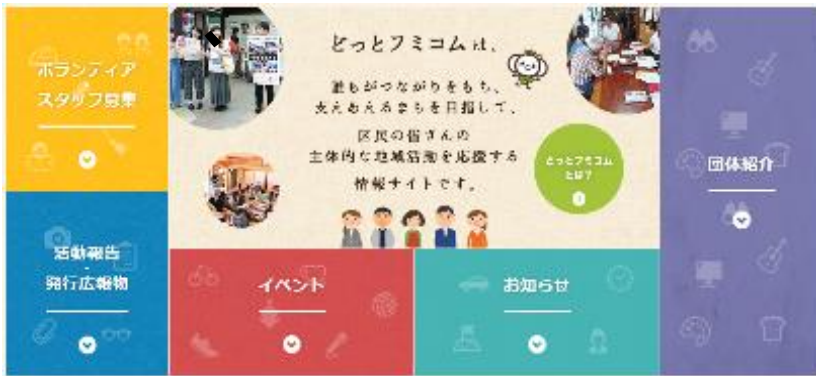 ボランティア
スタッフ募集
どっとフミコムは、
誰もがつながりをもち、
支えあえるまちを目指して、
区民の皆さんの
主体的な地域活動を応援する
情報サイトです。
どっとフミコム
とは?
団体紹介
活動報告
・
発行広報物
イベント
お知らせ